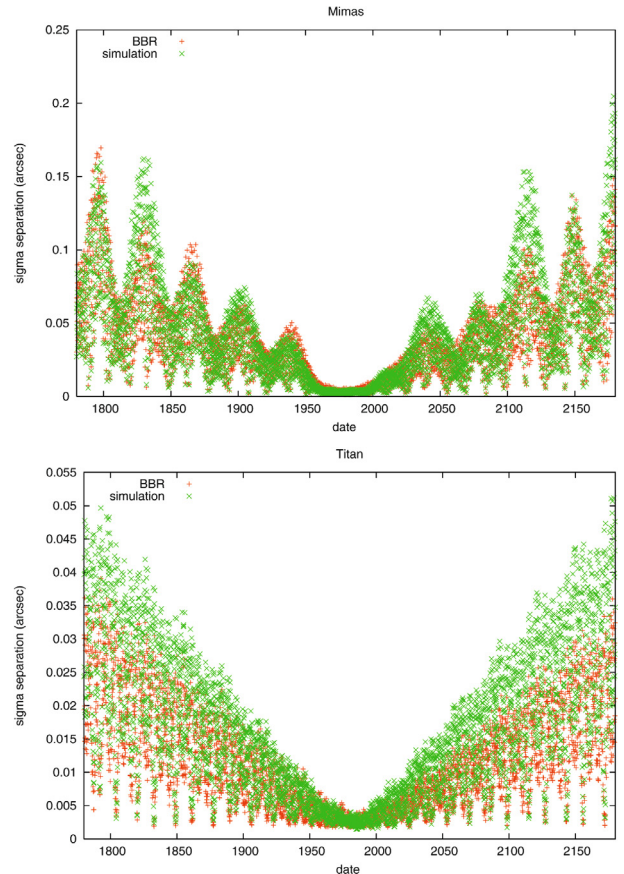 Mimas
BBR
simulation
sigma separation (arcsec)
0.25
0.2
0.15
0.1
0.05
0
1800 1850 1900 1950 2000 2050 2100 2150
date
Titan
BBR
simulation
sigma separation (arcsec)
0.055
0.05
0.045
0.04
0.035
0.03
0.025
0.02
0.015
0.01
0.005
0
1800 1850 1900 1950 2000 2050 2100 2150
date